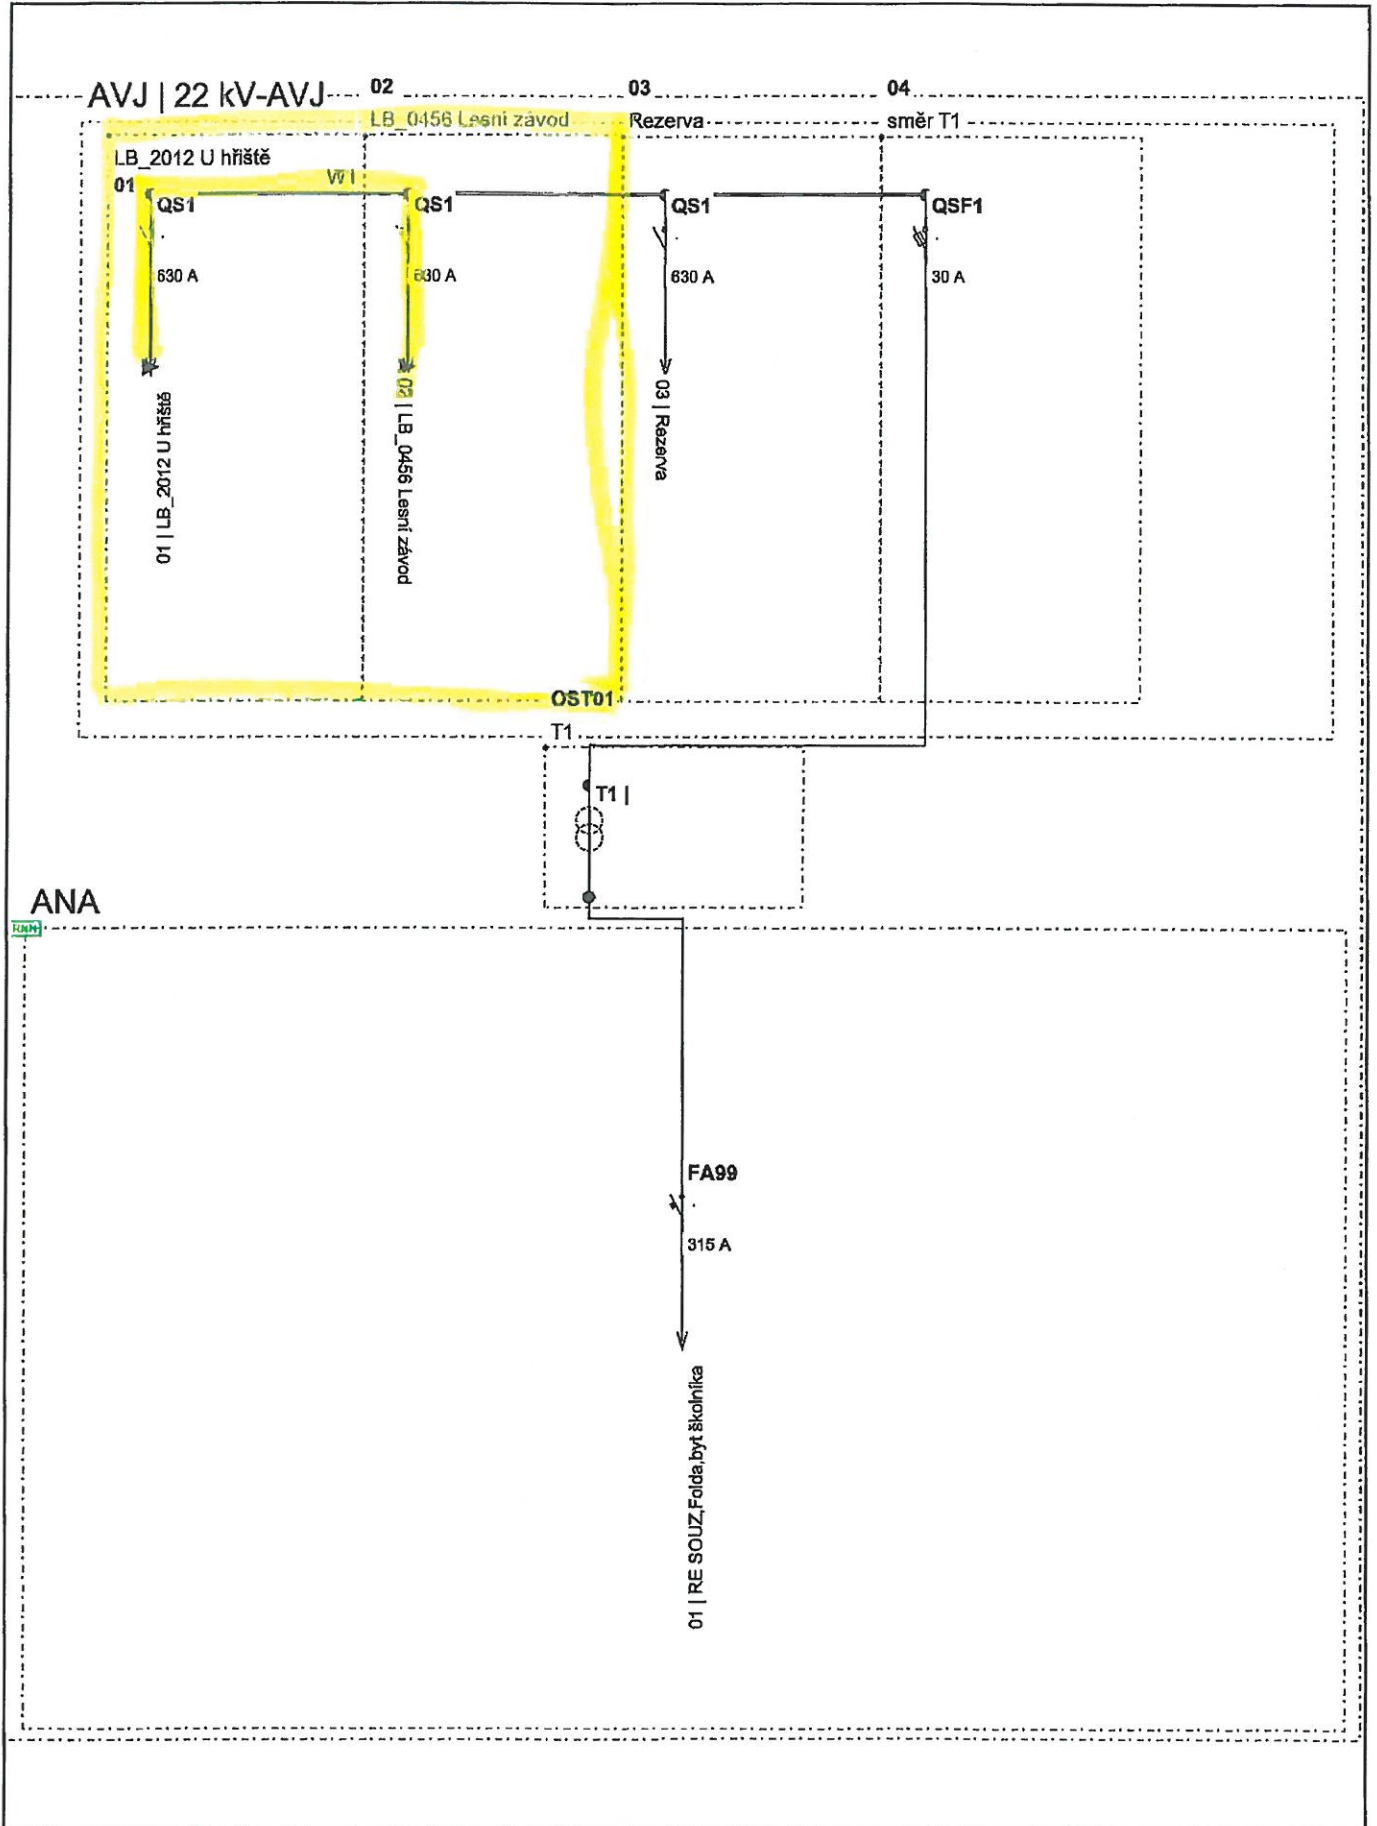 AVJ | 22 kV-AVJ
02
03
04
LB_0456 Lesní závod
Rezerva
směr T1
LB_2012 U hřiště
01
W1
QS1
QS1
QS1
QSF1
630 A
630 A
630 A
30 A
01 | LB_2012 U hřiště
02 | LB_0456 Lesní závod
03 | Rezerva
OST01
T1
T1 |
ANA
RNN
FA99
315 A
01 | RE SOUZ,Folda,byt školníka